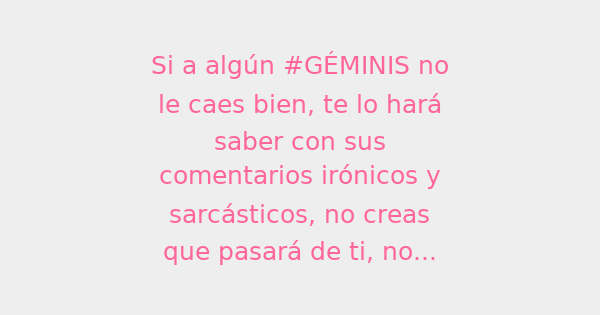 Si a algún #GÉMINIS no
le caes bien, te lo hará
saber con sus
comentarios irónicos y
sarcásticos, no creas
que pasará de ti, no...